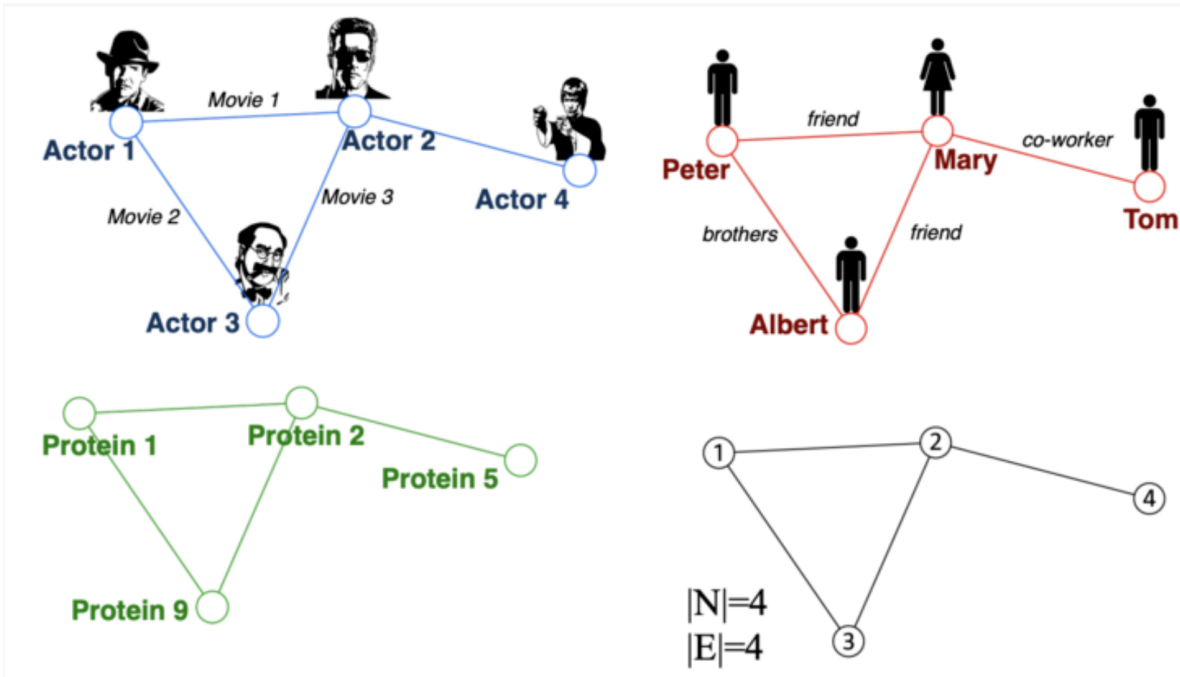 Movie 1
Actor 1
Actor 2
Actor 4
Movie 2
Movie 3
Actor 3
friend
co-worker
Peter
Mary
Tom
brothers
friend
Albert
Protein 1
Protein 2
Protein 5
Protein 9
1
2
4
|N|=4
|E|=4
3